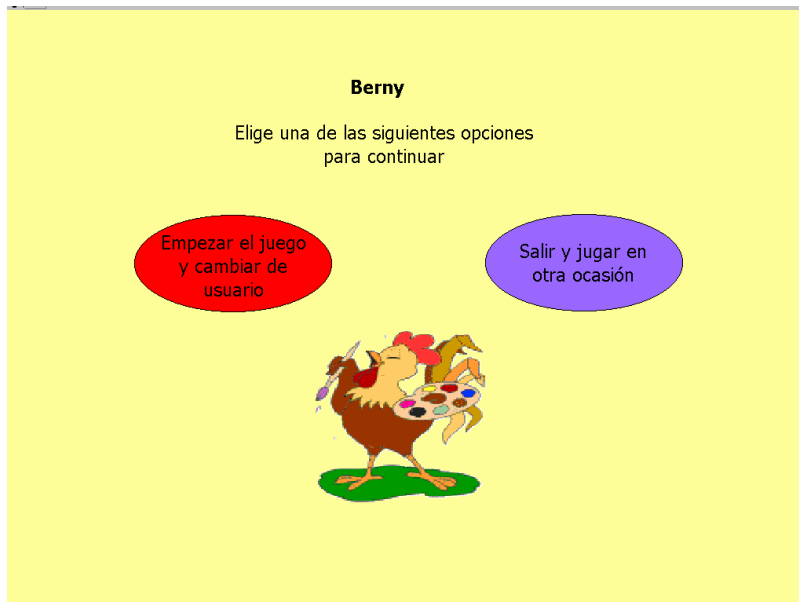 Berny
Elige una de las siguientes opciones
para continuar
Empezar el juego
y cambiar de
usuario
Salir y jugar en
otra ocasión